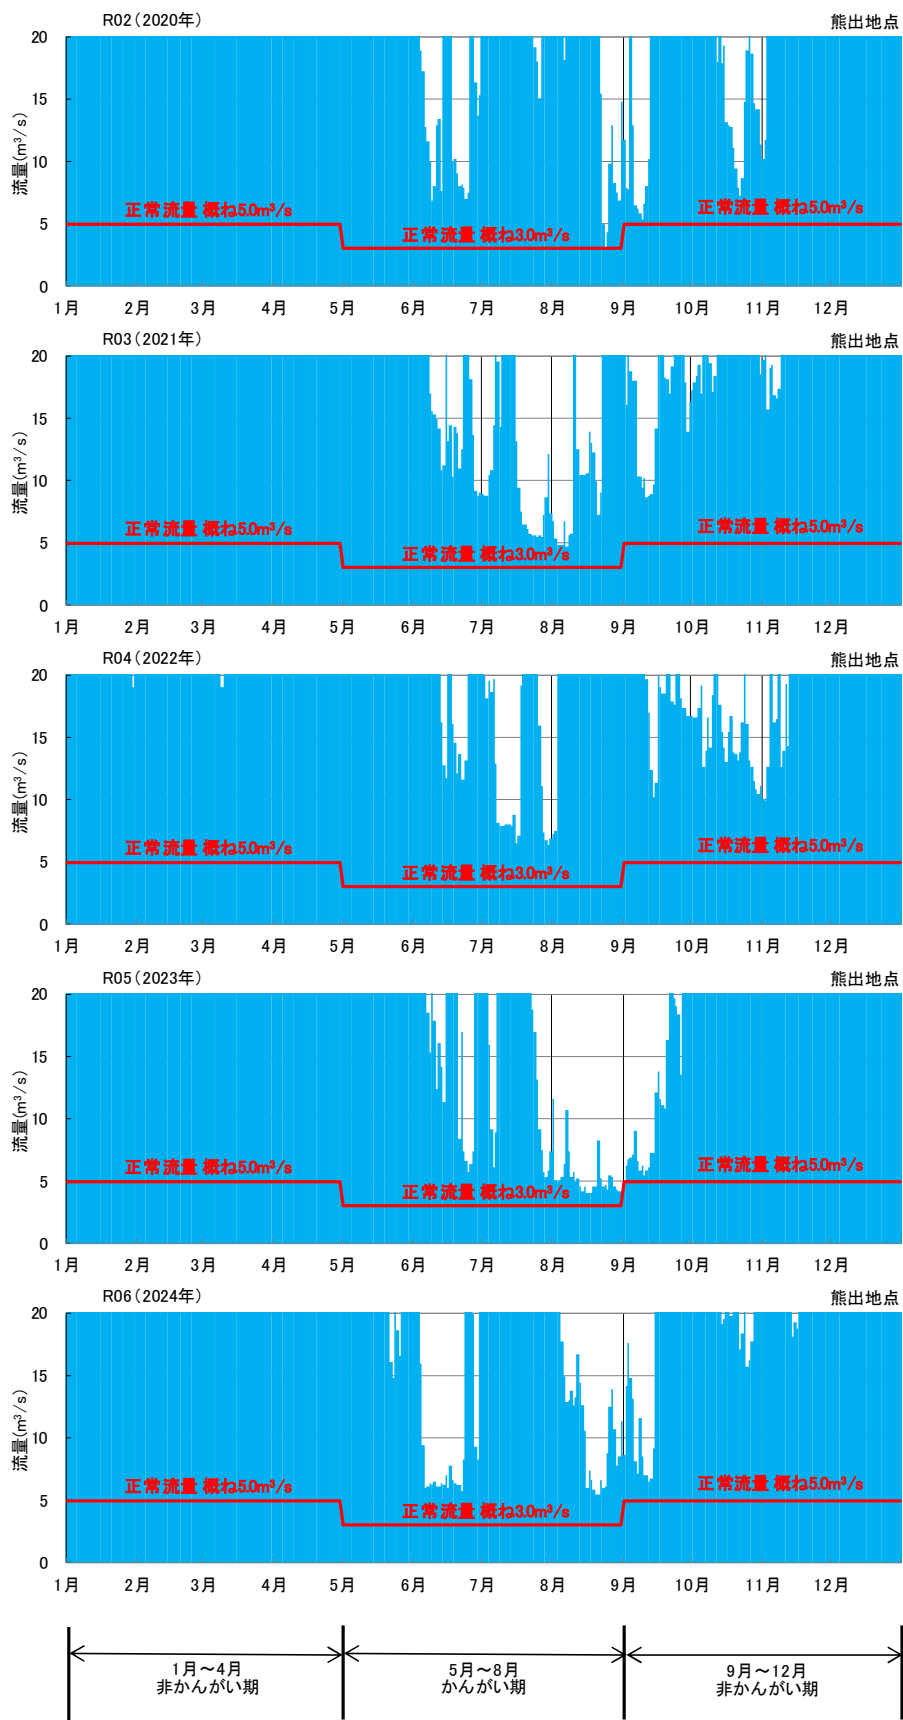 R02(2020年)
熊出地点
流量(m³/s)
20
15
10
5
0
正常流量 概ね5.0m³/s
正常流量 概ね3.0m³/s
正常流量 概ね5.0m³/s
1月 2月 3月 4月 5月 6月 7月 8月 9月 10月 11月 12月
R03(2021年)
熊出地点
流量(m³/s)
20
15
10
5
0
正常流量 概ね5.0m³/s
正常流量 概ね3.0m³/s
正常流量 概ね5.0m³/s
1月 2月 3月 4月 5月 6月 7月 8月 9月 10月 11月 12月
R04(2022年)
熊出地点
流量(m³/s)
20
15
10
5
0
正常流量 概ね5.0m³/s
正常流量 概ね3.0m³/s
正常流量 概ね5.0m³/s
1月 2月 3月 4月 5月 6月 7月 8月 9月 10月 11月 12月
R05(2023年)
熊出地点
流量(m³/s)
20
15
10
5
0
正常流量 概ね5.0m³/s
正常流量 概ね3.0m³/s
正常流量 概ね5.0m³/s
1月 2月 3月 4月 5月 6月 7月 8月 9月 10月 11月 12月
R06(2024年)
熊出地点
流量(m³/s)
20
15
10
5
0
正常流量 概ね5.0m³/s
正常流量 概ね3.0m³/s
正常流量 概ね5.0m³/s
1月 2月 3月 4月 5月 6月 7月 8月 9月 10月 11月 12月
1月～4月
非かんがい期
5月～8月
かんがい期
9月～12月
非かんがい期